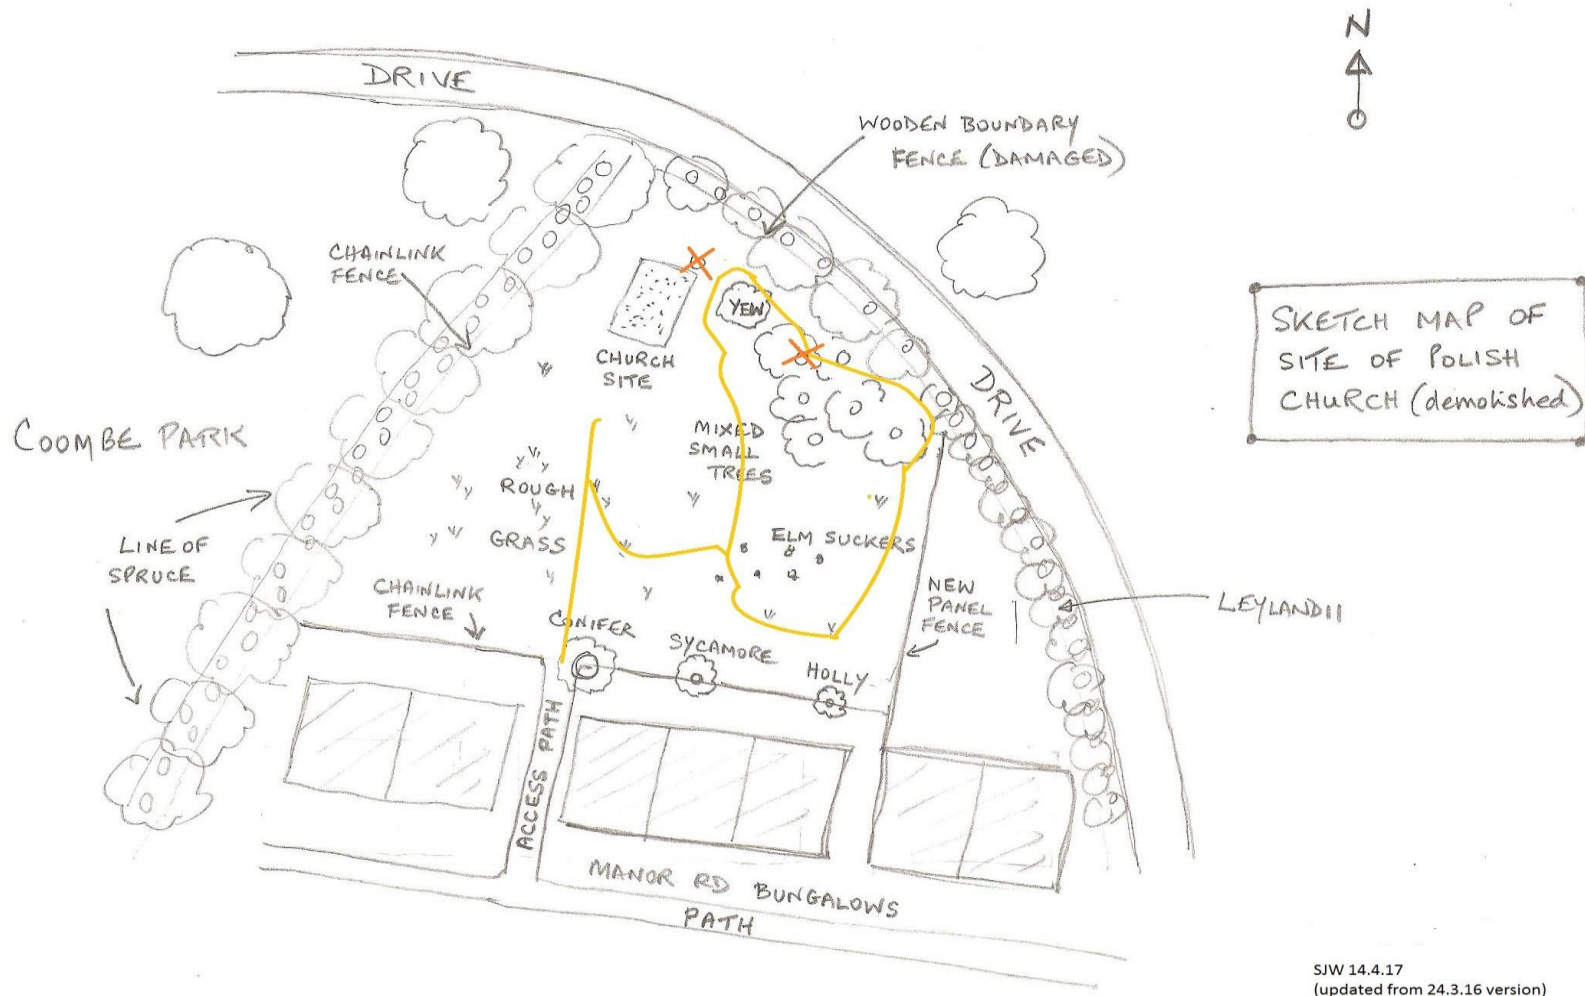 DRIVE
N
WOODEN BOUNDARY
FENCE (DAMAGED)
CHAINLINK
FENCE
YEW
CHURCH
SITE
SKETCH MAP OF
SITE OF POLISH
CHURCH (demolished)
DRIVE
COOMBE PARK
MIXED
SMALL
TREES
ROUGH
GRASS
ELM SUCKERS
LINE OF
SPRUCE
CHAINLINK
FENCE
NEW
PANEL
FENCE
LEYLANDII
CONIFER
SYCAMORE
HOLLY
ACCESS PATH
MANOR RD BUNGALOWS
PATH
SJW 14.4.17
(updated from 24.3.16 version)